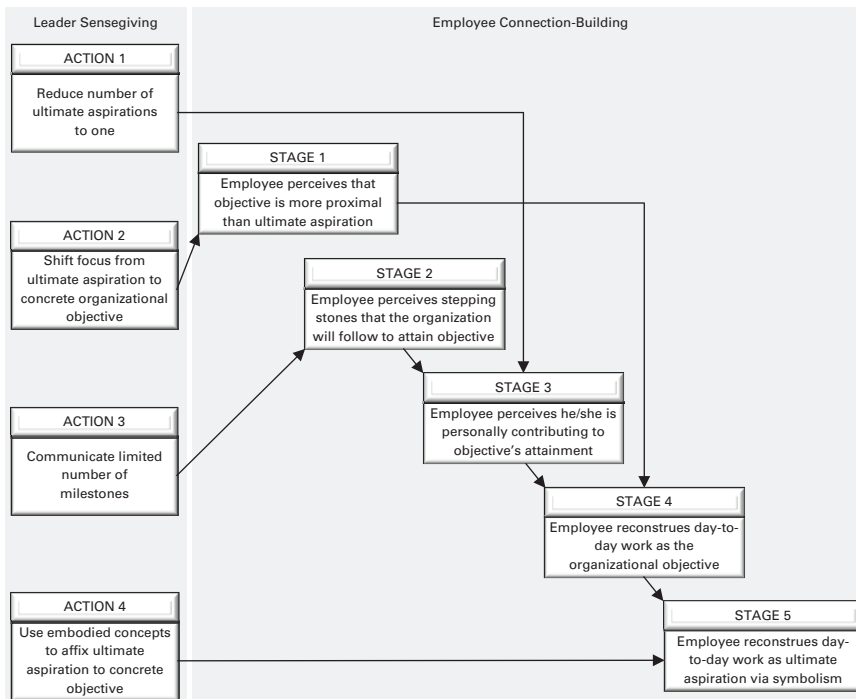 Leader Sensegiving
Employee Connection-Building
ACTION 1
Reduce number of
ultimate aspirations
to one
STAGE 1
Employee perceives that
objective is more proximal
than ultimate aspiration
ACTION 2
Shift focus from
ultimate aspiration to
concrete organizational
objective
STAGE 2
Employee perceives stepping
stones that the organization
will follow to attain objective
STAGE 3
Employee perceives he/she is
personally contributing to
objective's attainment
ACTION 3
Communicate limited
number of
milestones
STAGE 4
Employee reconstrues day-to-
day work as the
organizational objective
ACTION 4
Use embodied concepts
to affix ultimate
aspiration to concrete
objective
STAGE 5
Employee reconstrues day-
to-day work as ultimate
aspiration via symbolism